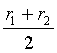 r₁ + r₂
2